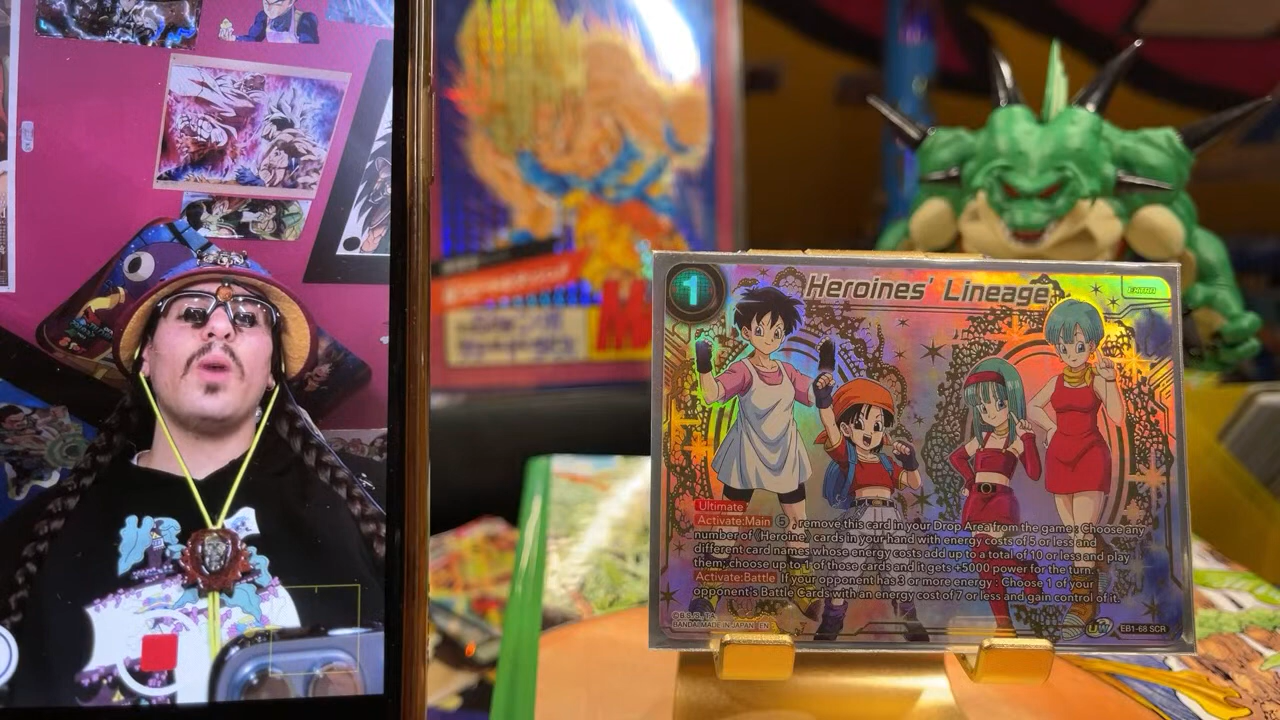 1
Heroines' Lineage
EXTRA
Ultimate
Activate:Main 5 , remove this card in your Drop Area from the game : Choose any
number of 《Heroine》 cards in your hand with energy costs of 5 or less and
different card names whose energy costs add up to a total of 10 or less and play
them; choose up to 1 of those cards and it gets +5000 power for the turn.
Activate:Battle If your opponent has 3 or more energy : Choose 1 of your
opponent's Battle Cards with an energy cost of 7 or less and gain control of it.
©B.S./S., T.A.
BANDAI MADE IN JAPAN EN
UW EB1-68 SCR